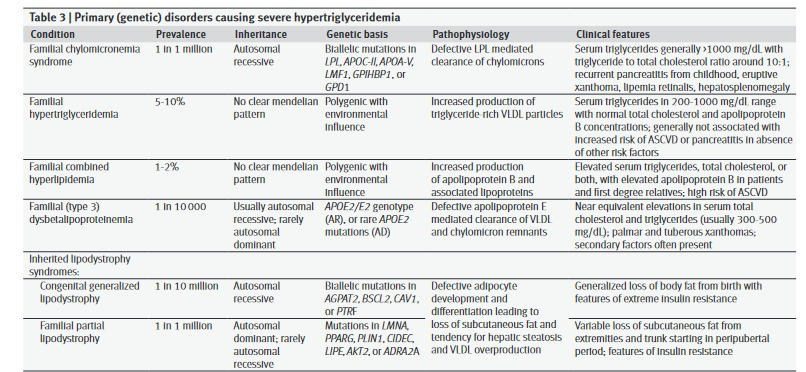 Table 3 | Primary (genetic) disorders causing severe hypertriglyceridemia
Condition Prevalence Inheritance Genetic basis Pathophysiology Clinical features
Familial chylomicronemia syndrome 1 in 1 million Autosomal recessive Biallelic mutations in LPL, APOC-II, APOA-V, LMF1, GPIHBP1, or GPD1 Defective LPL mediated clearance of chylomicrons Serum triglycerides generally >1000 mg/dL with triglyceride to total cholesterol ratio around 10:1; recurrent pancreatitis from childhood, eruptive xanthoma, lipemia retinalis, hepatosplenomegaly
Familial hypertriglyceridemia 5-10% No clear mendelian pattern Polygenic with environmental influence Increased production of triglyceride-rich VLDL particles Serum triglycerides in 200-1000 mg/dL range with normal total cholesterol and apolipoprotein B concentrations; generally not associated with increased risk of ASCVD or pancreatitis in absence of other risk factors
Familial combined hyperlipidemia 1-2% No clear mendelian pattern Polygenic with environmental influence Increased production of apolipoprotein B and associated lipoproteins Elevated serum triglycerides, total cholesterol, or both, with elevated apolipoprotein B in patients and first degree relatives; high risk of ASCVD
Familial (type 3) dysbetalipoproteinemia 1 in 10 000 Usually autosomal recessive; rarely autosomal dominant APOE2/E2 genotype (AR), or rare APOE2 mutations (AD) Defective apolipoprotein E mediated clearance of VLDL and chylomicron remnants Near equivalent elevations in serum total cholesterol and triglycerides (usually 300-500 mg/dL); palmar and tuberous xanthomas; secondary factors often present
Inherited lipodystrophy syndromes:
Congenital generalized lipodystrophy 1 in 10 million Autosomal recessive Biallelic mutations in AGPAT2, BSCL2, CAV1, or PTRF Defective adipocyte development and differentiation leading to loss of subcutaneous fat and tendency for hepatic steatosis and VLDL overproduction Generalized loss of body fat from birth with features of extreme insulin resistance
Familial partial lipodystrophy 1 in 1 million Autosomal dominant; rarely autosomal recessive Mutations in LMNA, PPARG, PLIN1, CIDEC, LIPE, AKT2, or ADRA2A Variable loss of subcutaneous fat from extremities and trunk starting in peripubertal period; features of insulin resistance